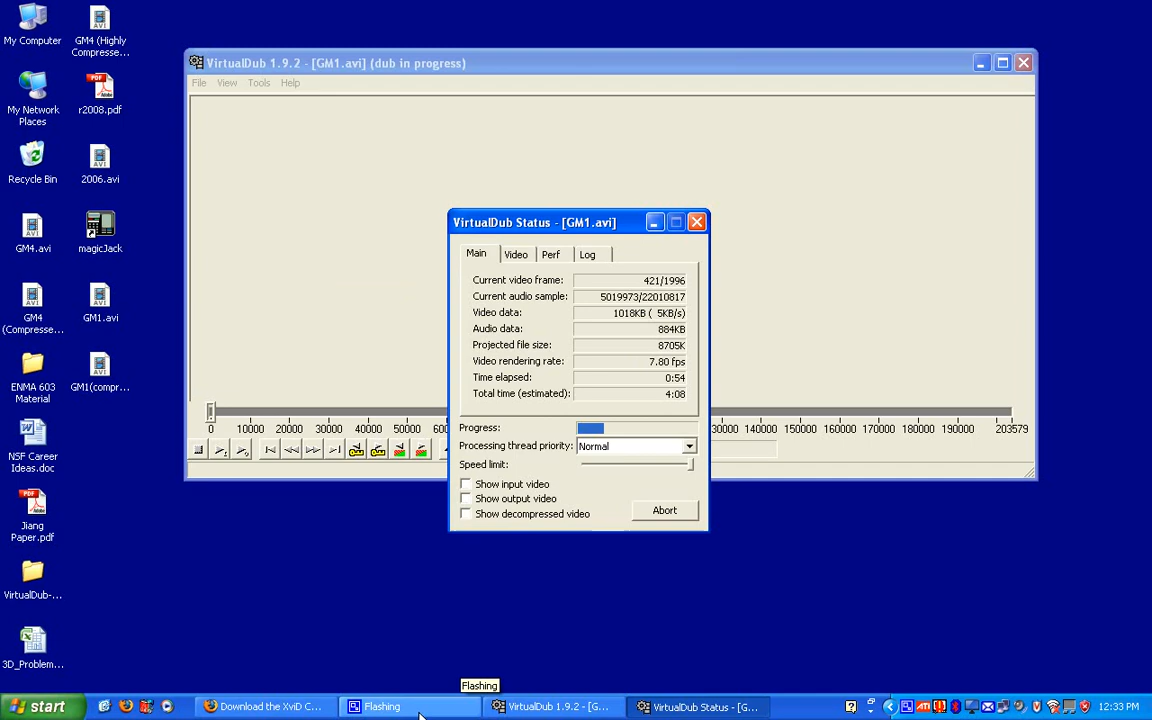 My Computer
GM4 (Highly
Compresse...
My Network
Places
r2008.pdf
Recycle Bin
2006.avi
GM4.avi
magicJack
GM4
(Compresse...
GM1.avi
ENMA 603
Material
GM1(compr...
NSF Career
Ideas.doc
Jiang
Paper.pdf
VirtualDub-...
3D_Problem...
VirtualDub 1.9.2 - [GM1.avi] (dub in progress)
File View Tools Help
VirtualDub Status - [GM1.avi]
Main Video Perf Log
Current video frame: 421/1996
Current audio sample: 5019973/22010817
Video data: 1018KB ( 5KB/s)
Audio data: 884KB
Projected file size: 8705K
Video rendering rate: 7.80 fps
Time elapsed: 0:54
Total time (estimated): 4:08
Progress:
Processing thread priority: Normal
Speed limit:
Show input video
Show output video
Show decompressed video
Abort
0 10000 20000 30000 40000 50000 30000 140000 150000 160000 170000 180000 190000 203579
Flashing
start
Download the XviD C...
Flashing
VirtualDub 1.9.2 - [G...
VirtualDub Status - [G...
12:33 PM